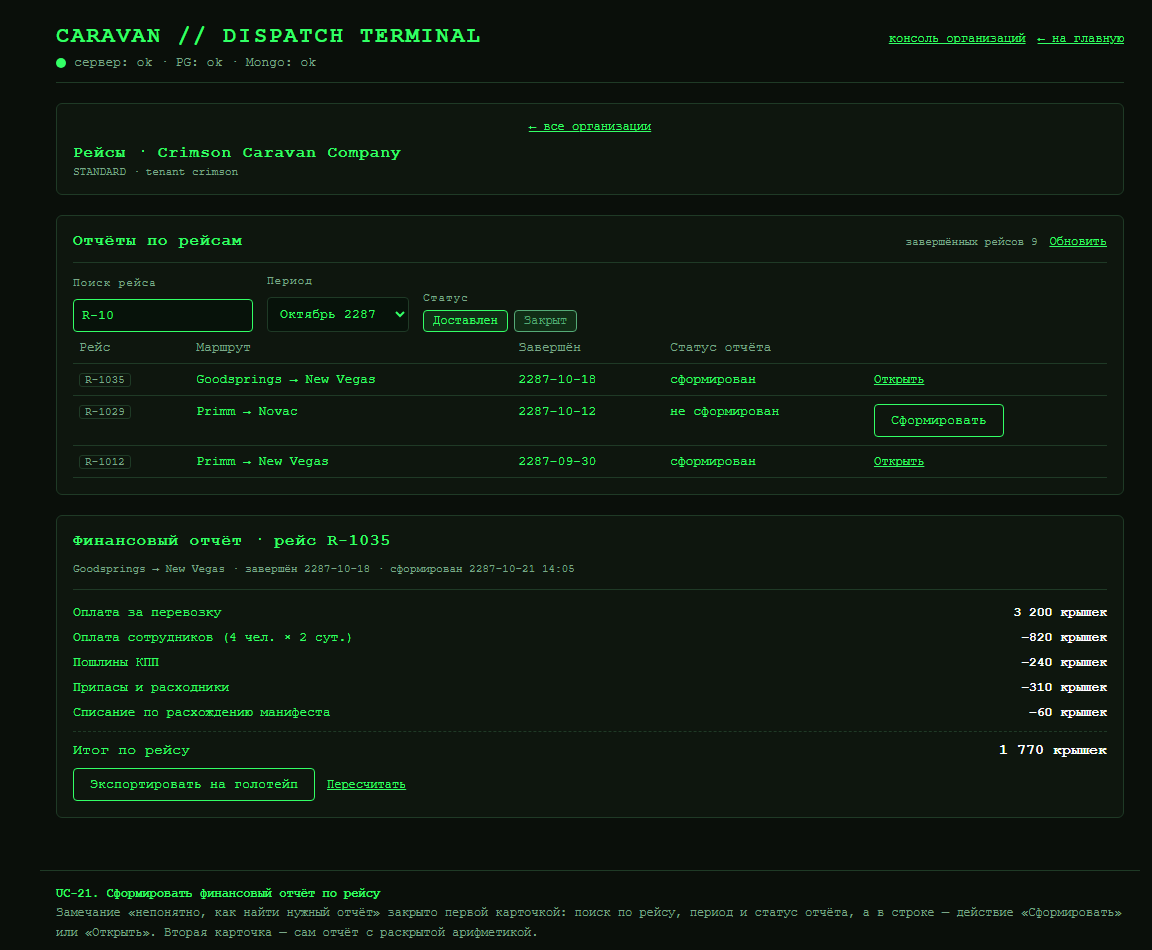 CARAVAN // DISPATCH TERMINAL
консоль организаций ← на главную
сервер: ok · PG: ok · Mongo: ok
← все организации
Рейсы · Crimson Caravan Company
STANDARD · tenant crimson
Отчёты по рейсам
завершённых рейсов 9 Обновить
Поиск рейса Период Статус
R-10 Октябрь 2287 Доставлен Закрыт
Рейс Маршрут Завершён Статус отчёта
R-1035 Goodsprings → New Vegas 2287-10-18 сформирован Открыть
R-1029 Primm → Novac 2287-10-12 не сформирован Сформировать
R-1012 Primm → New Vegas 2287-09-30 сформирован Открыть
Финансовый отчёт · рейс R-1035
Goodsprings → New Vegas · завершён 2287-10-18 · сформирован 2287-10-21 14:05
Оплата за перевозку 3 200 крышек
Оплата сотрудников (4 чел. × 2 сут.) −820 крышек
Пошлины КПП −240 крышек
Припасы и расходники −310 крышек
Списание по расхождению манифеста −60 крышек
Итог по рейсу 1 770 крышек
Экспортировать на голотейп Пересчитать
UC-21. Сформировать финансовый отчёт по рейсу
Замечание «непонятно, как найти нужный отчёт» закрыто первой карточкой: поиск по рейсу, период и статус отчёта, а в строке — действие «Сформировать»
или «Открыть». Вторая карточка — сам отчёт с раскрытой арифметикой.